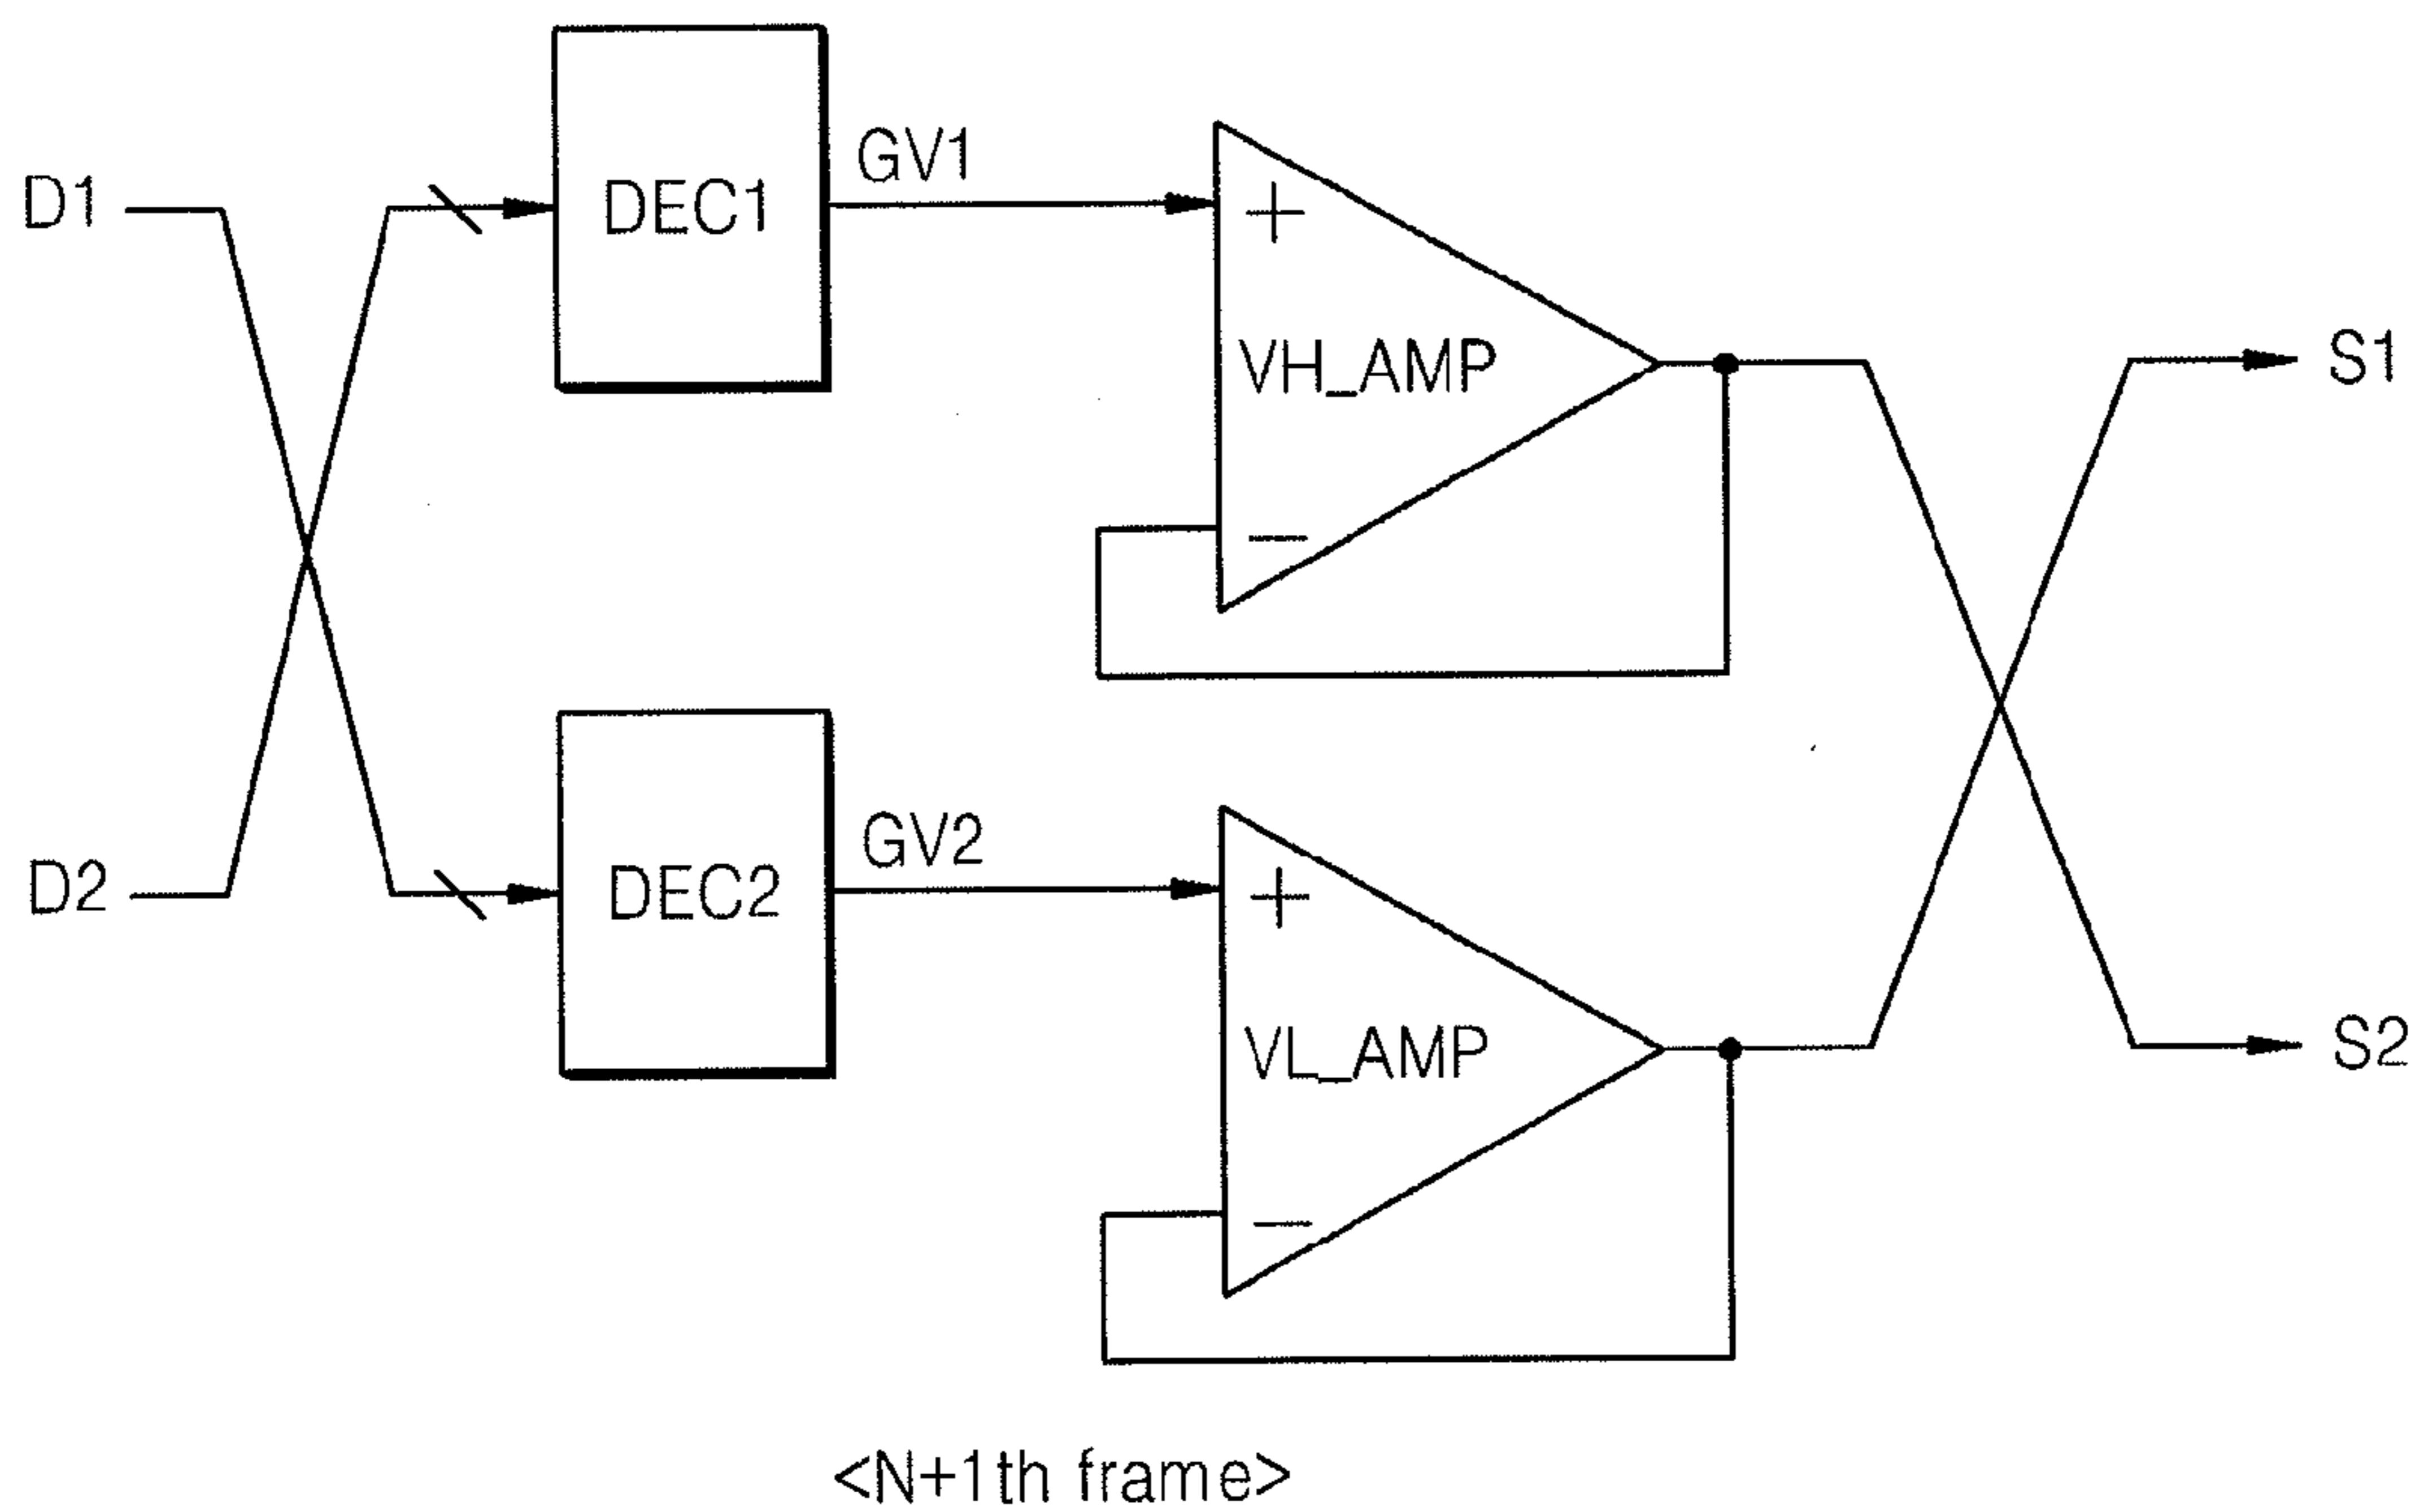 D1
DEC1
GV1
+
VH_AMP
−
S1
D2
DEC2
GV2
+
VL_AMP
−
S2
<N+1th frame>